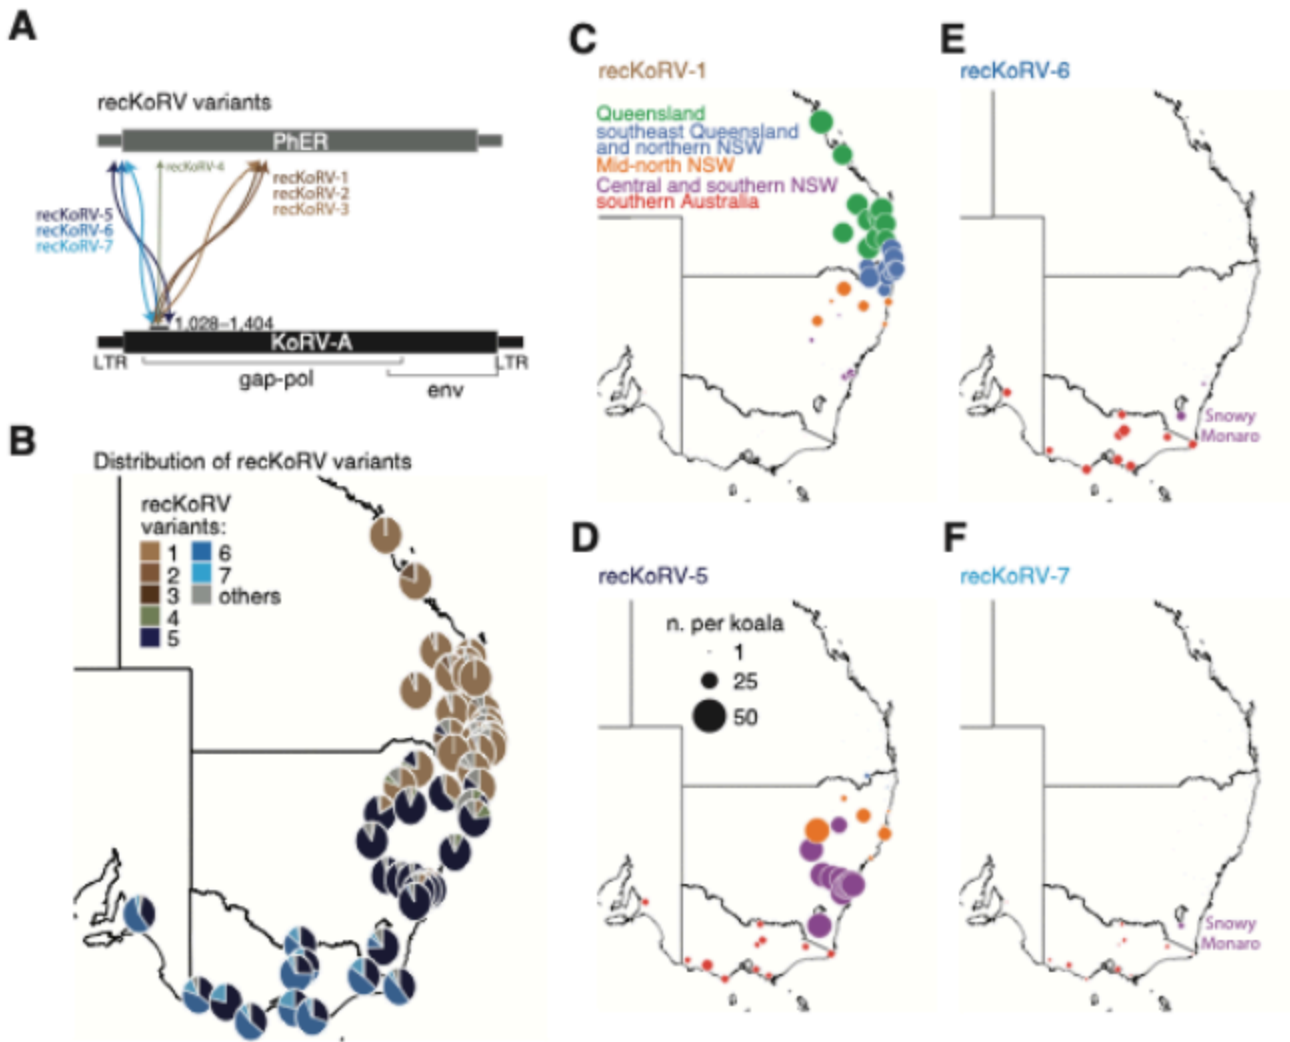 A
recKoRV variants
PhER
recKoRV-4
recKoRV-1
recKoRV-2
recKoRV-3
recKoRV-5
recKoRV-6
recKoRV-7
1,028–1,404
KoRV-A
LTR
LTR
gap-pol
env
B
Distribution of recKoRV variants
recKoRV
variants:
1
2
3
4
5
6
7
others
C
recKoRV-1
Queensland
southeast Queensland
and northern NSW
Mid-north NSW
Central and southern NSW
southern Australia
D
recKoRV-5
n. per koala
1
25
50
E
recKoRV-6
Snowy
Monaro
F
recKoRV-7
Snowy
Monaro